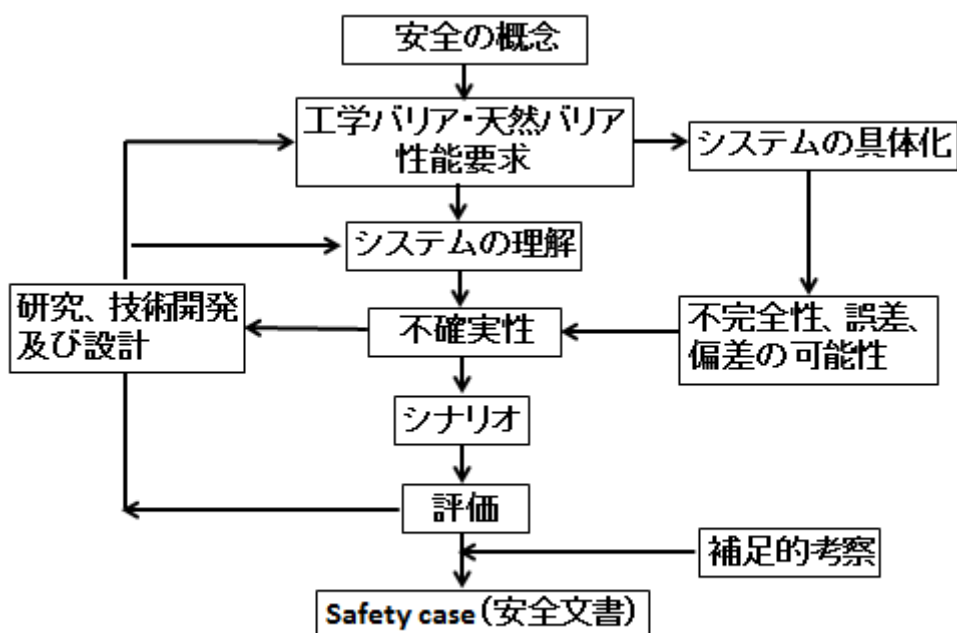 安全の概念
工学バリア・天然バリア
性能要求
システムの具体化
システムの理解
研究、技術開発
及び設計
不確実性
不完全性、誤差、
偏差の可能性
シナリオ
評価
補足的考察
Safety case（安全文書）